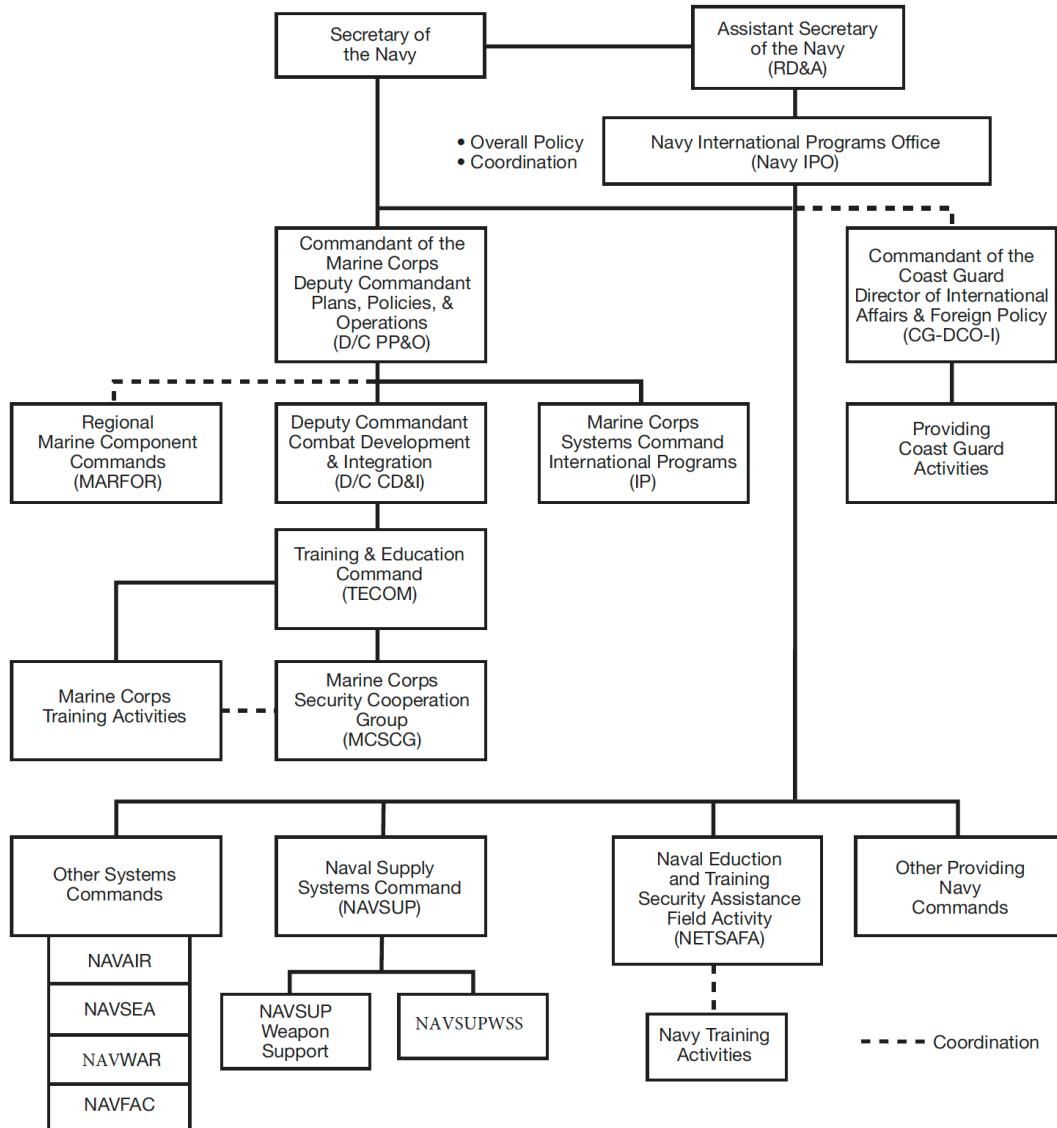 Secretary of
the Navy
Assistant Secretary
of the Navy
(RD&A)
• Overall Policy
• Coordination
Navy International Programs Office
(Navy IPO)
Commandant of the
Marine Corps
Deputy Commandant
Plans, Policies, &
Operations
(D/C PP&O)
Commandant of the
Coast Guard
Director of International
Affairs & Foreign Policy
(CG-DCO-I)
Regional
Marine Component
Commands
(MARFOR)
Deputy Commandant
Combat Development
& Integration
(D/C CD&I)
Marine Corps
Systems Command
International Programs
(IP)
Providing
Coast Guard
Activities
Training & Education
Command
(TECOM)
Marine Corps
Training Activities
Marine Corps
Security Cooperation
Group
(MCSCG)
Other Systems
Commands
Naval Supply
Systems Command
(NAVSUP)
Naval Eduction
and Training
Security Assistance
Field Activity
(NETSAFA)
Other Providing
Navy
Commands
NAVAIR
NAVSEA
NAVWAR
NAVFAC
NAVSUP
Weapon
Support
NAVSUPWSS
Navy Training
Activities
Coordination